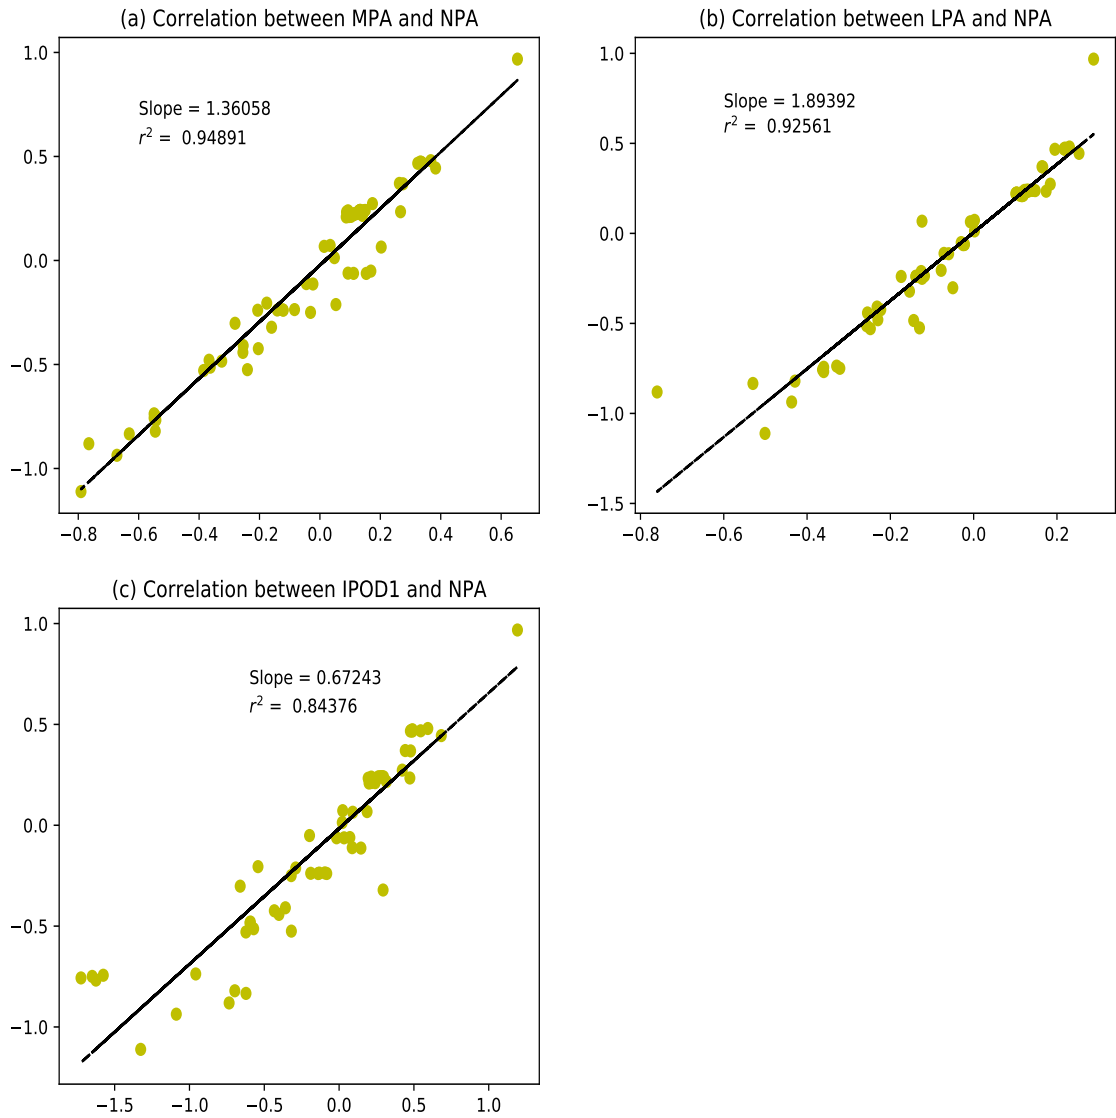 (a) Correlation between MPA and NPA
1.0
0.5
0.0
−0.5
−1.0
Slope = 1.36058
r² = 0.94891
−0.8 −0.6 −0.4 −0.2 0.0 0.2 0.4 0.6
(b) Correlation between LPA and NPA
1.0
0.5
0.0
−0.5
−1.0
−1.5
Slope = 1.89392
r² = 0.92561
−0.8 −0.6 −0.4 −0.2 0.0 0.2
(c) Correlation between IPOD1 and NPA
1.0
0.5
0.0
−0.5
−1.0
Slope = 0.67243
r² = 0.84376
−1.5 −1.0 −0.5 0.0 0.5 1.0